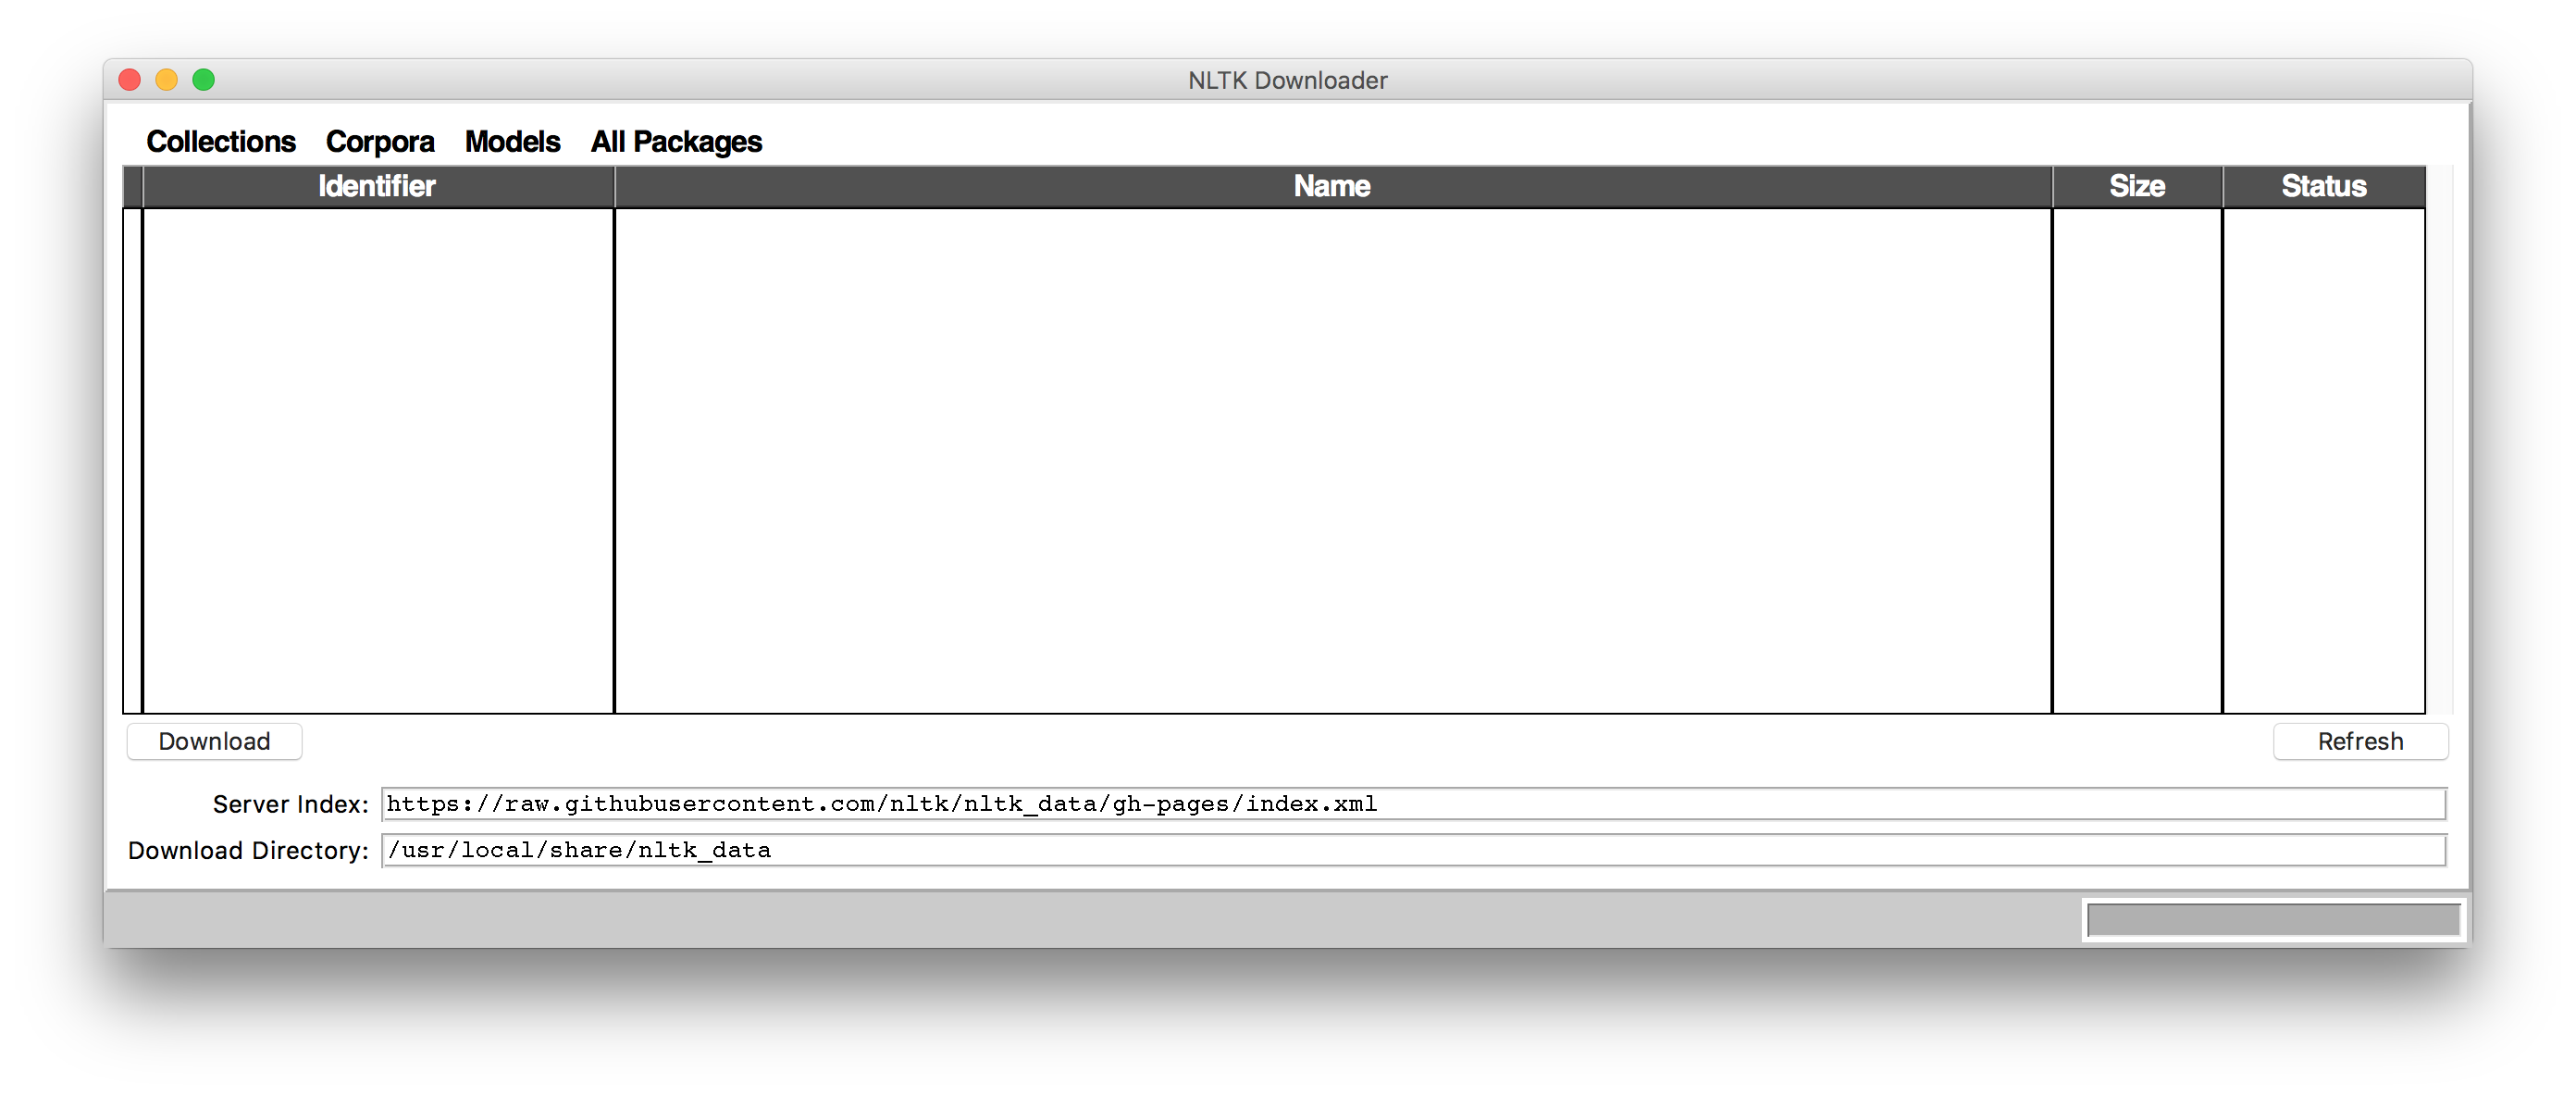 NLTK Downloader
Collections Corpora Models All Packages
Identifier Name Size Status
Download Refresh
Server Index: https://raw.githubusercontent.com/nltk/nltk_data/gh-pages/index.xml
Download Directory: /usr/local/share/nltk_data